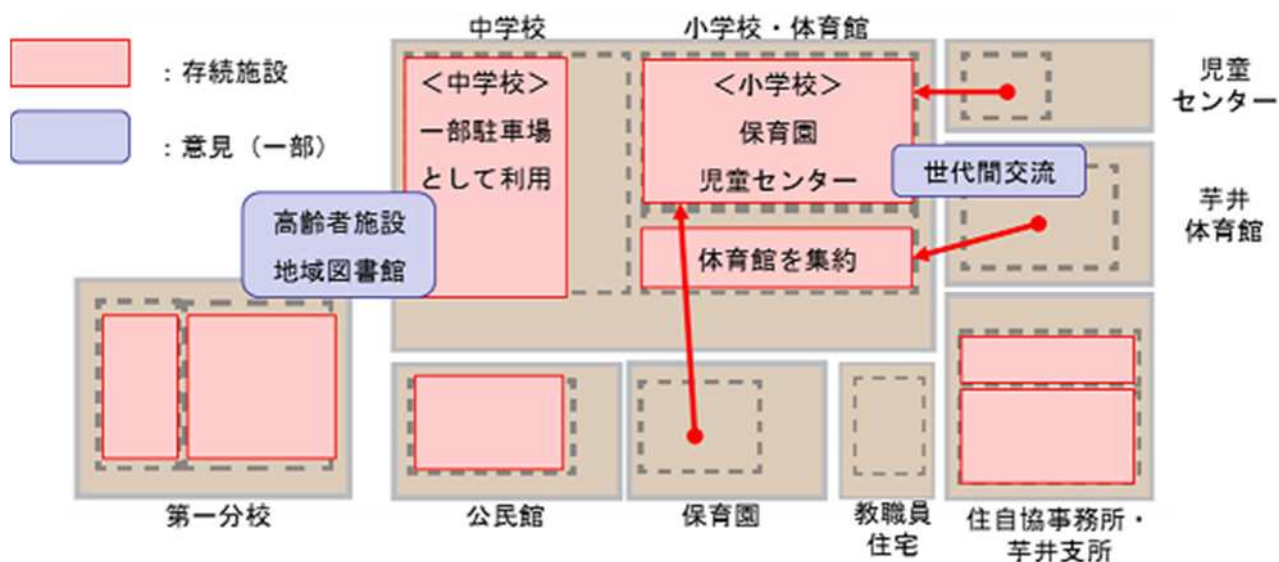 中学校
小学校・体育館
：存続施設
：意見（一部）
＜中学校＞
一部駐車場
として利用
＜小学校＞
保育園
児童センター
児童
センター
世代間交流
高齢者施設
地域図書館
体育館を集約
芋井
体育館
第一分校
公民館
保育園
教職員
住宅
住自協事務所・
芋井支所